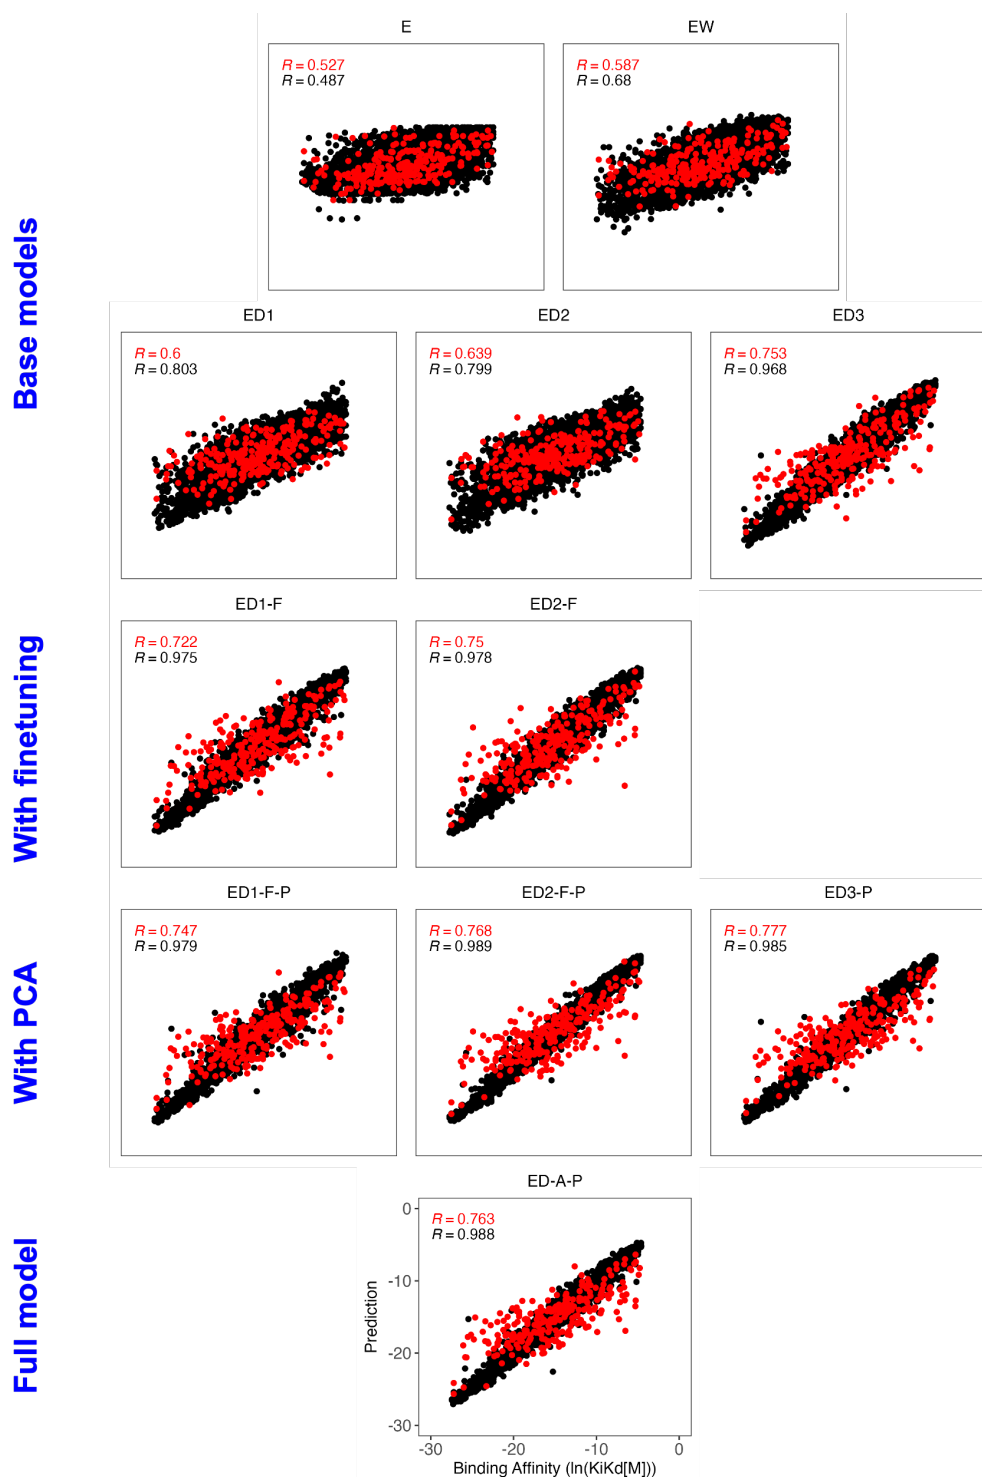 E
EW
R = 0.527
R = 0.487
R = 0.587
R = 0.68
Base models
ED1
ED2
ED3
R = 0.6
R = 0.803
R = 0.639
R = 0.799
R = 0.753
R = 0.968
With finetuning
ED1-F
ED2-F
R = 0.722
R = 0.975
R = 0.75
R = 0.978
With PCA
ED1-F-P
ED2-F-P
ED3-P
R = 0.747
R = 0.979
R = 0.768
R = 0.989
R = 0.777
R = 0.985
Full model
ED-A-P
R = 0.763
R = 0.988
Prediction
0
-10
-20
-30
-30
-20
-10
0
Binding Affinity (ln(KiKd[M]))